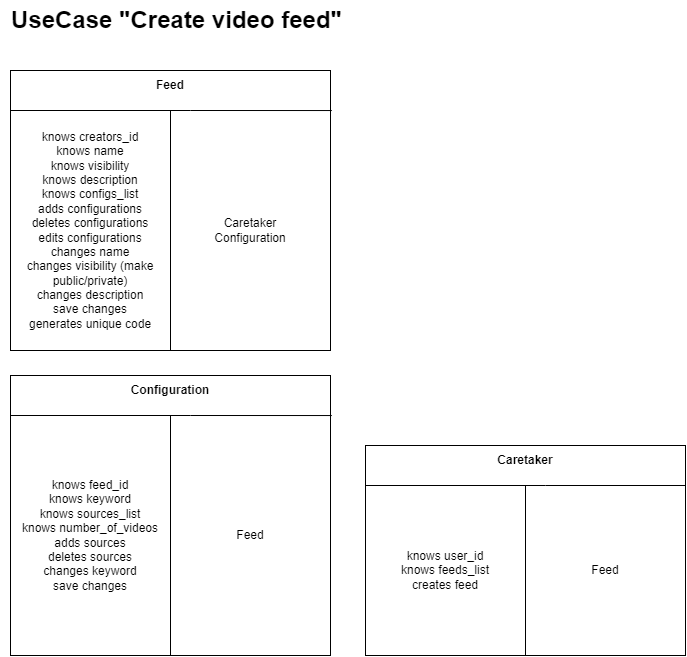 UseCase "Create video feed"
Feed
knows creators_id
knows name
knows visibility
knows description
knows configs_list
adds configurations
deletes configurations
edits configurations
changes name
changes visibility (make
public/private)
changes description
save changes
generates unique code
Caretaker
Configuration
Configuration
knows feed_id
knows keyword
knows sources_list
knows number_of_videos
adds sources
deletes sources
changes keyword
save changes
Feed
Caretaker
knows user_id
knows feeds_list
creates feed
Feed